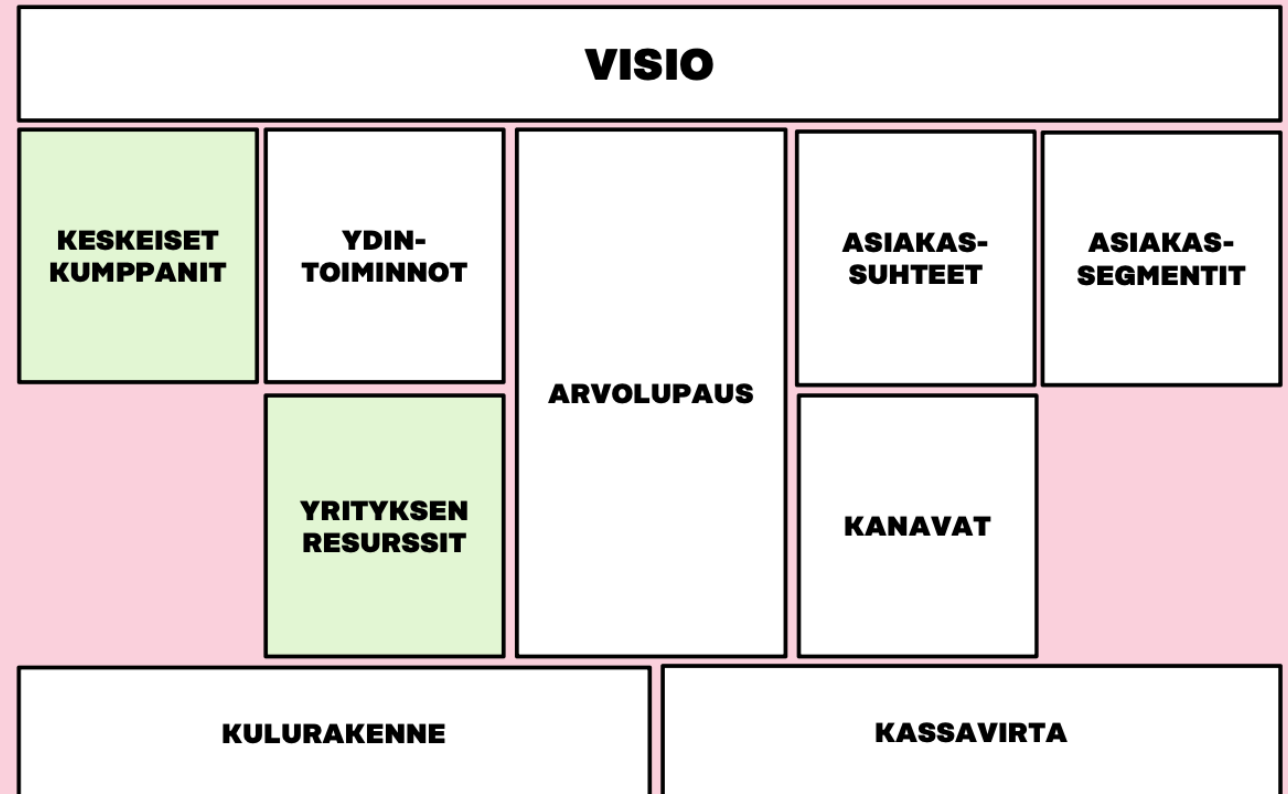 VISIO
KESKEISET
KUMPPANIT
YDIN-
TOIMINNOT
ARVOLUPAUS
ASIAKAS-
SUHTEET
ASIAKAS-
SEGMENTIT
YRITYKSEN
RESURSSIT
KANAVAT
KULURAKENNE
KASSAVIRTA